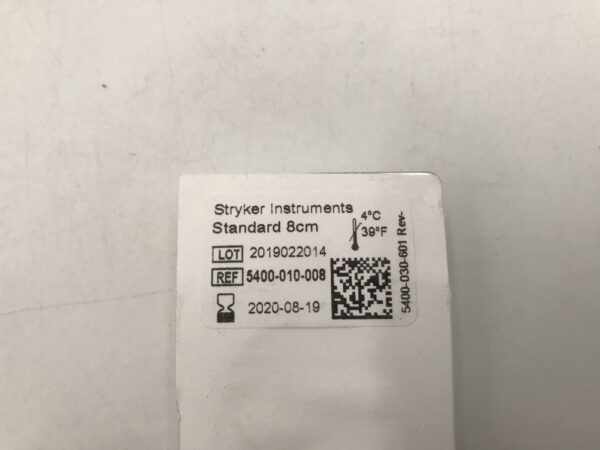 Stryker Instruments
Standard 8cm
4°C
39°F
LOT 2019022014
REF 5400-010-008
2020-08-19
5400-030-601 Rev-